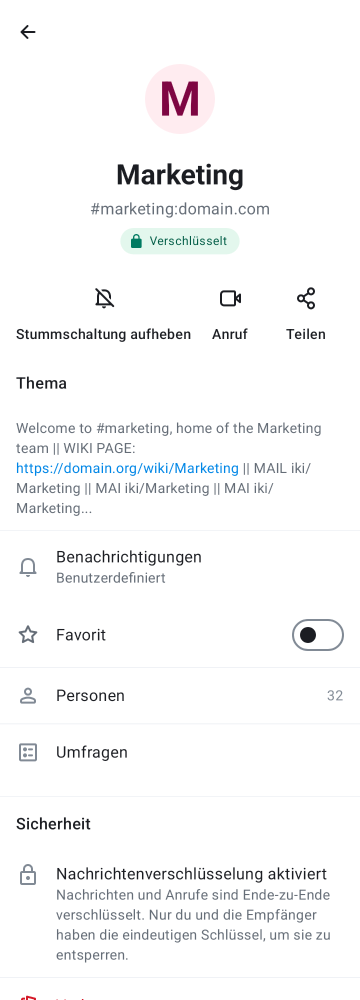 M
Marketing
#marketing:domain.com
Verschlüsselt
Stummschaltung aufheben Anruf Teilen
Thema
Welcome to #marketing, home of the Marketing
team || WIKI PAGE:
https://domain.org/wiki/Marketing || MAIL iki/
Marketing || MAI iki/Marketing || MAI iki/
Marketing...
Benachrichtigungen
Benutzerdefiniert
Favorit
Personen 32
Umfragen
Sicherheit
Nachrichtenverschlüsselung aktiviert
Nachrichten und Anrufe sind Ende-zu-Ende
verschlüsselt. Nur du und die Empfänger
haben die eindeutigen Schlüssel, um sie zu
entsperren.